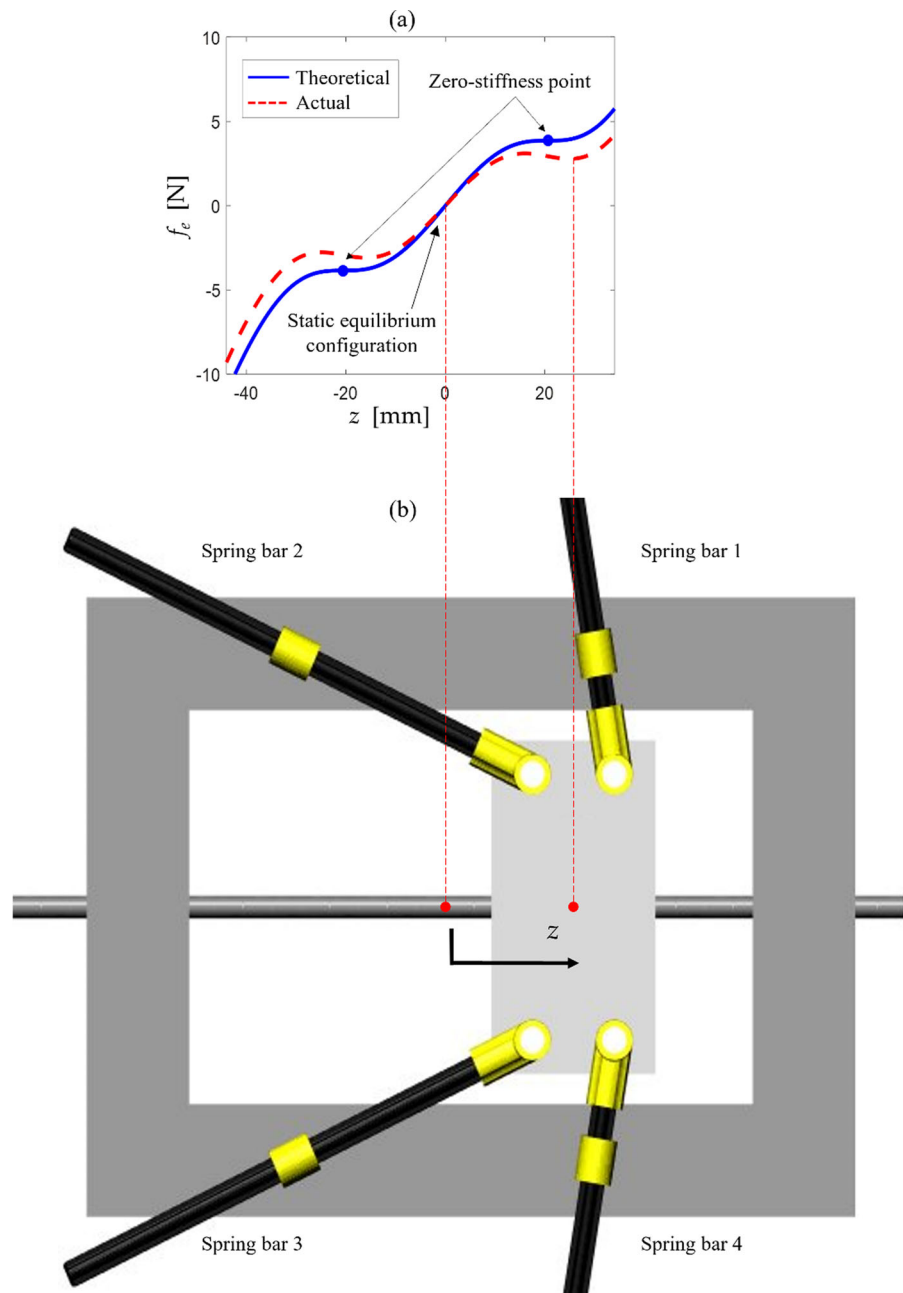 (a)
10
5
0
-5
-10
f_e [N]
Theoretical
Actual
Zero-stiffness point
Static equilibrium
configuration
-40
-20
0
20
z [mm]
(b)
Spring bar 2
Spring bar 1
z
Spring bar 3
Spring bar 4